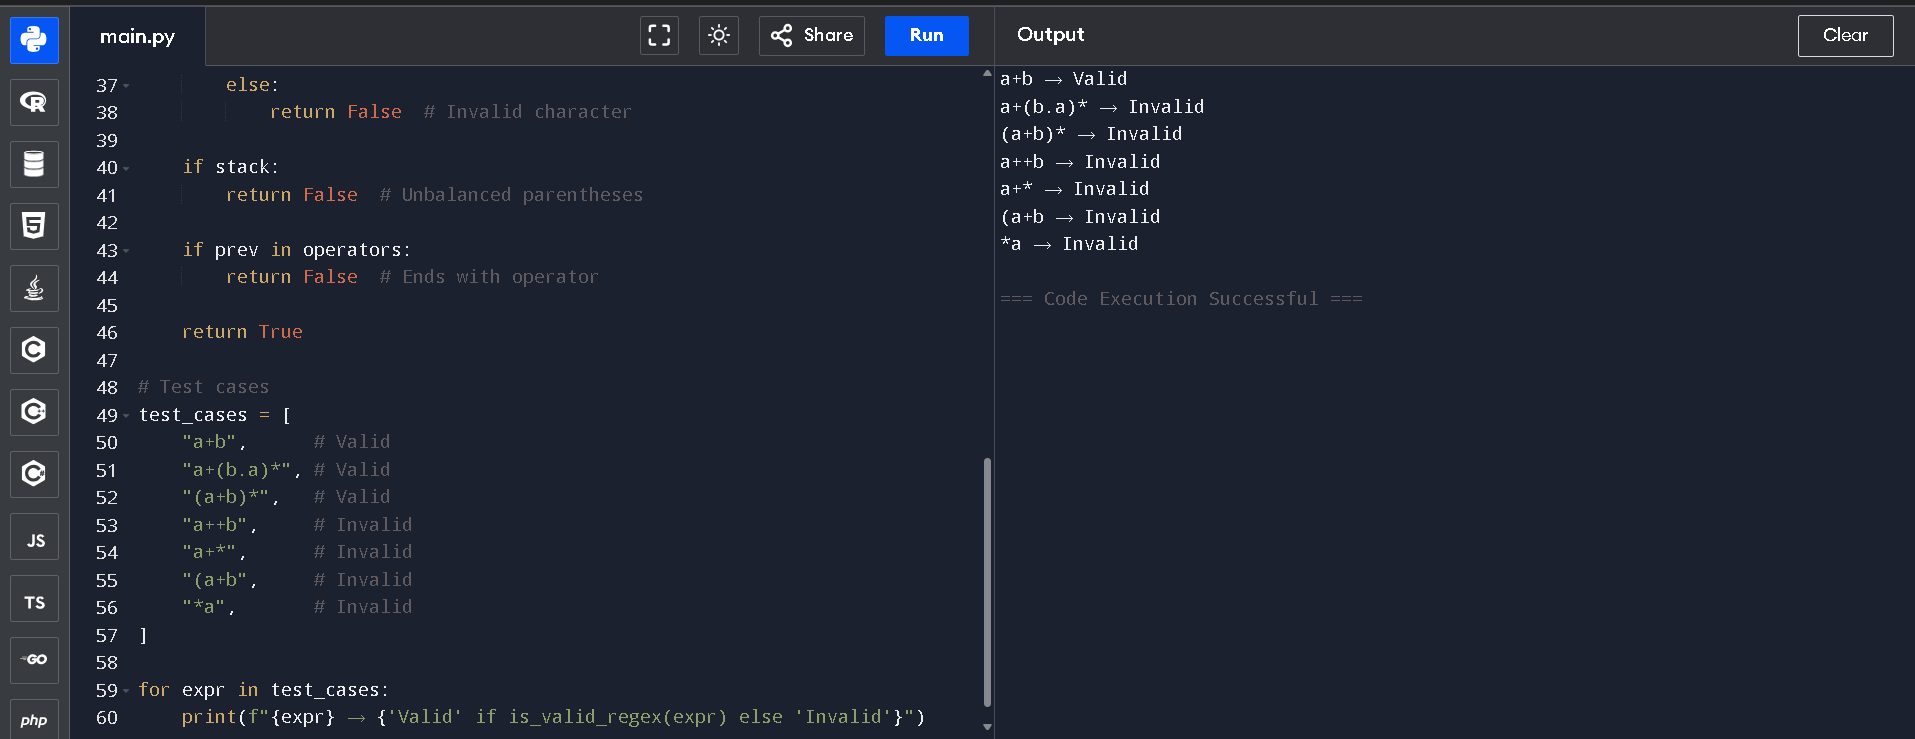 main.py
Share
Run
Output
Clear
37 else:
38 return False # Invalid character
39
40 if stack:
41 return False # Unbalanced parentheses
42
43 if prev in operators:
44 return False # Ends with operator
45
46 return True
47
48 # Test cases
49 test_cases = [
50 "a+b", # Valid
51 "a+(b.a)*", # Valid
52 "(a+b)*", # Valid
53 "a++b", # Invalid
54 "a+*", # Invalid
55 "(a+b", # Invalid
56 "*a", # Invalid
57 ]
58
59 for expr in test_cases:
60 print(f"{expr} → {'Valid' if is_valid_regex(expr) else 'Invalid'}")
a+b → Valid
a+(b.a)* → Invalid
(a+b)* → Invalid
a++b → Invalid
a+* → Invalid
(a+b → Invalid
*a → Invalid
=== Code Execution Successful ===
R
5
C
C
C
JS
TS
GO
php